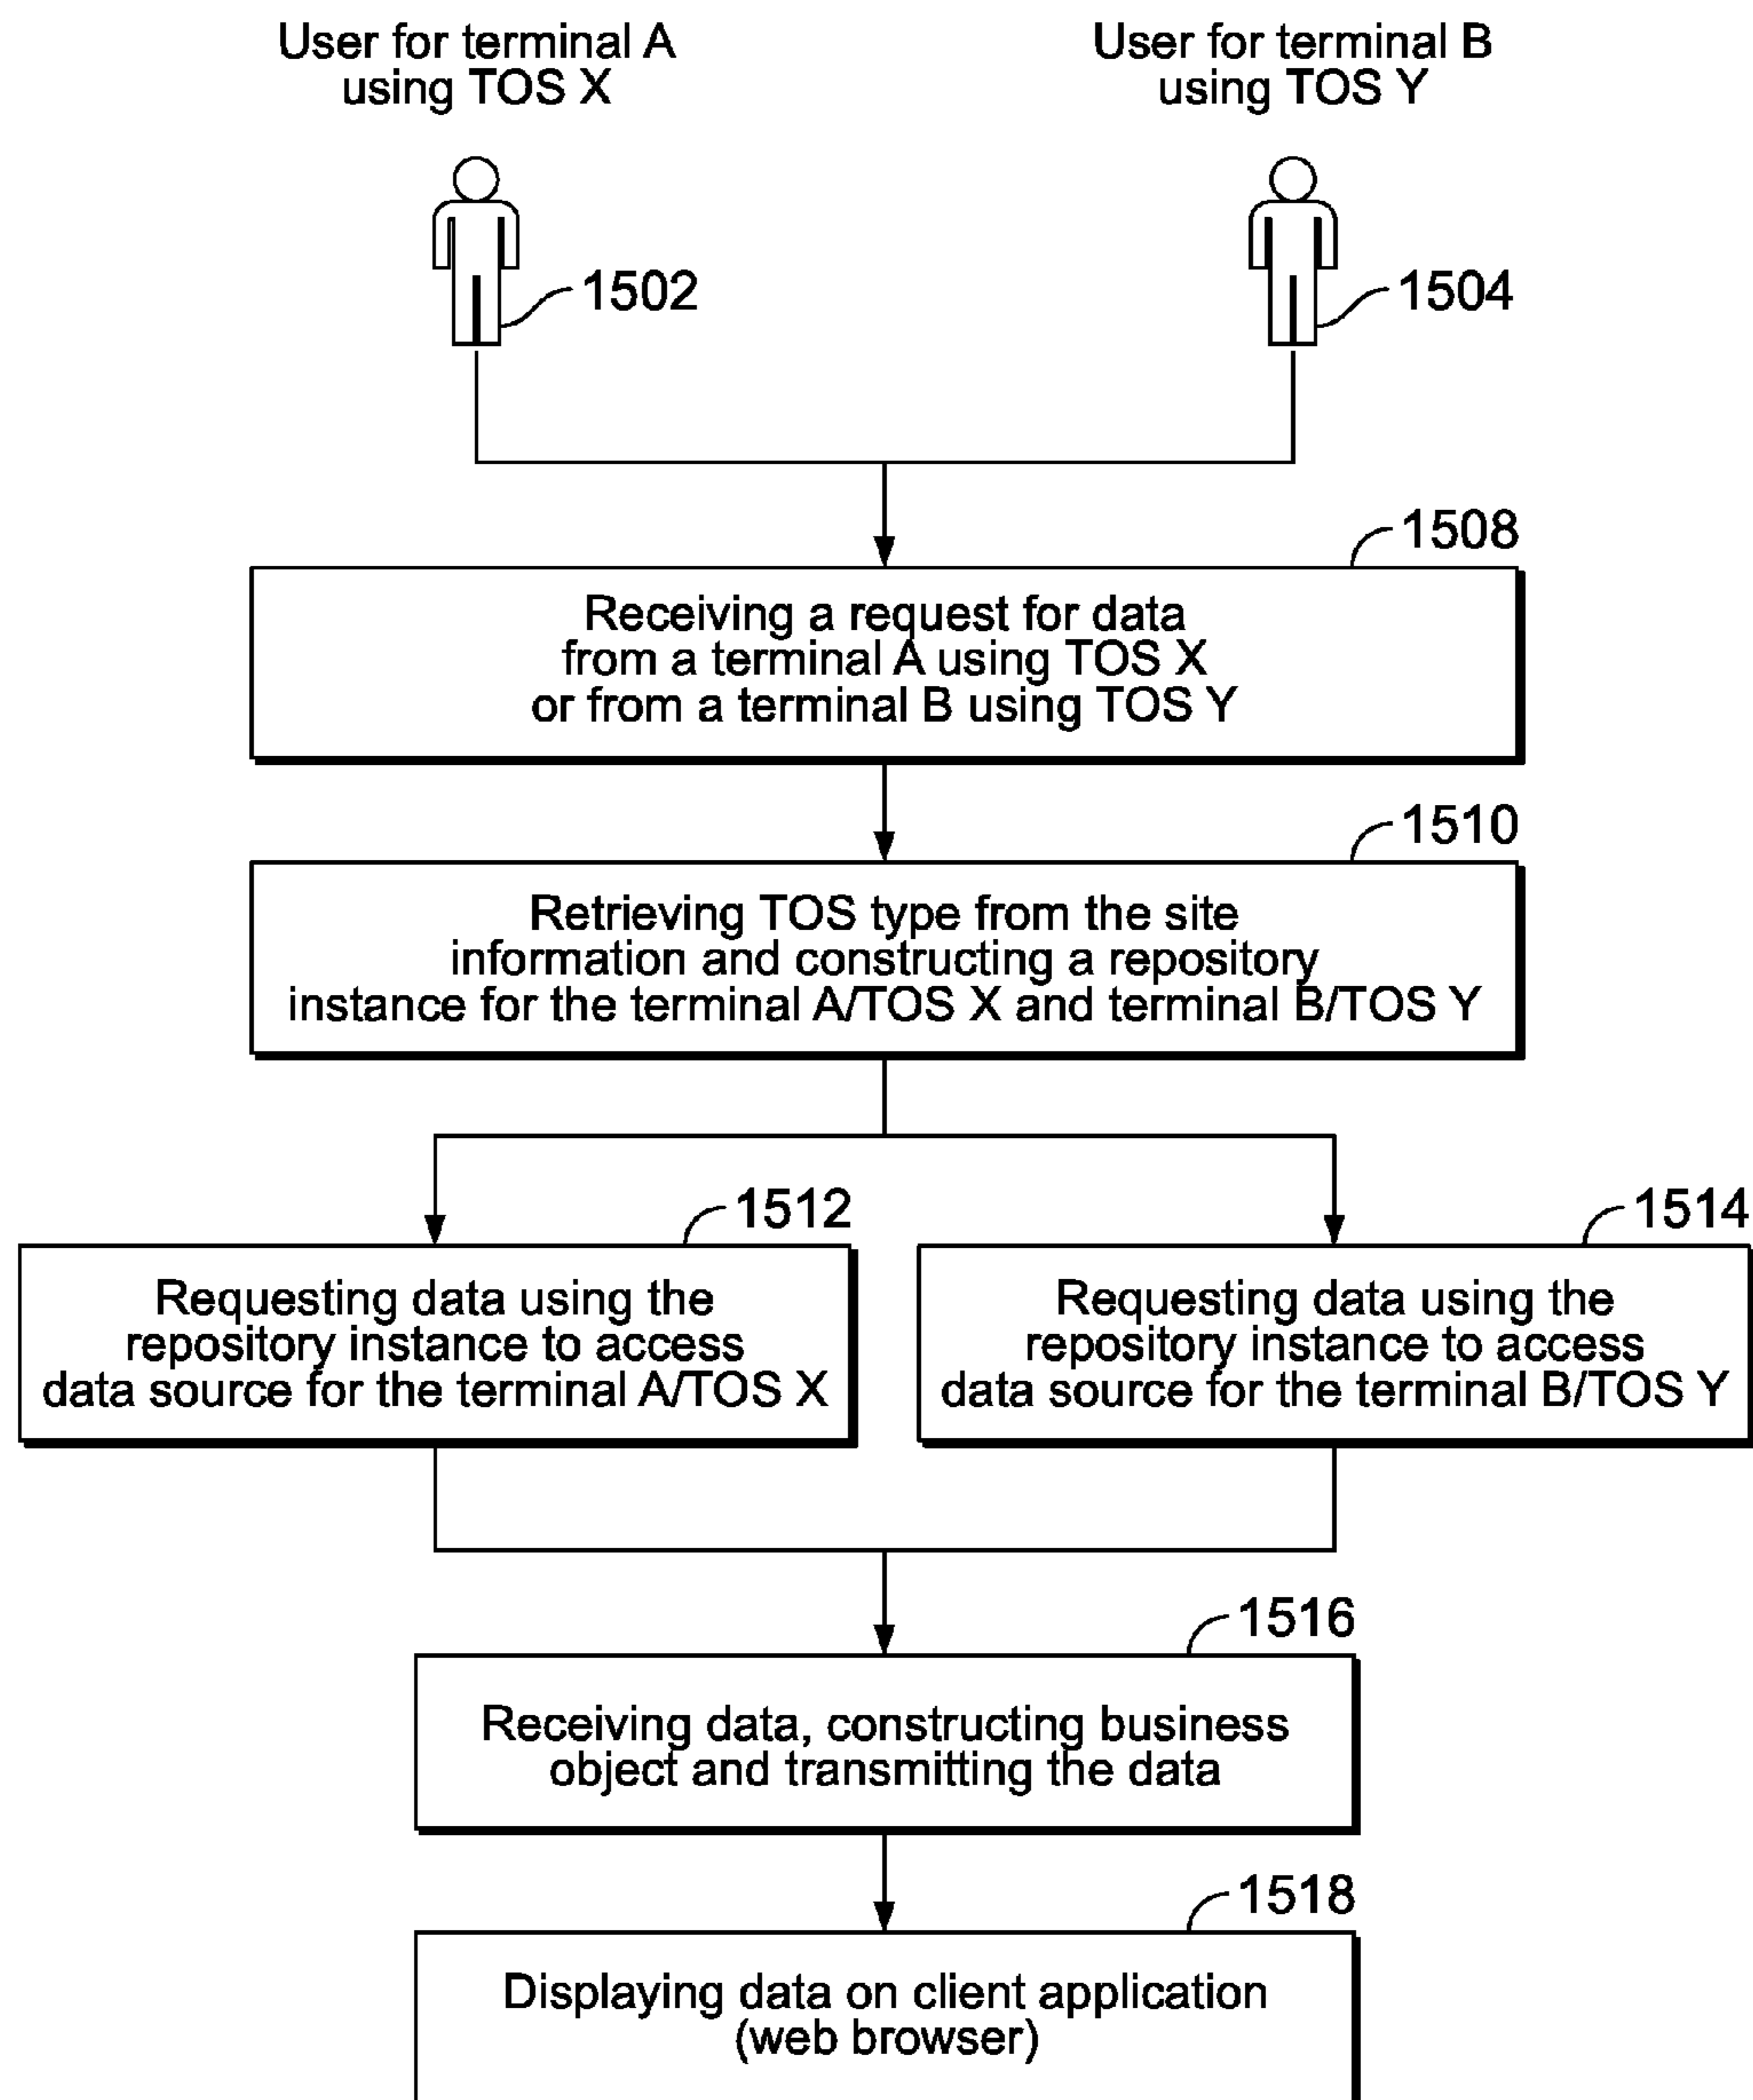 User for terminal A
using TOS X
User for terminal B
using TOS Y
1502
1504
1508
Receiving a request for data
from a terminal A using TOS X
or from a terminal B using TOS Y
1510
Retrieving TOS type from the site
information and constructing a repository
instance for the terminal A/TOS X and terminal B/TOS Y
1512
Requesting data using the
repository instance to access
data source for the terminal A/TOS X
1514
Requesting data using the
repository instance to access
data source for the terminal B/TOS Y
1516
Receiving data, constructing business
object and transmitting the data
1518
Displaying data on client application
(web browser)